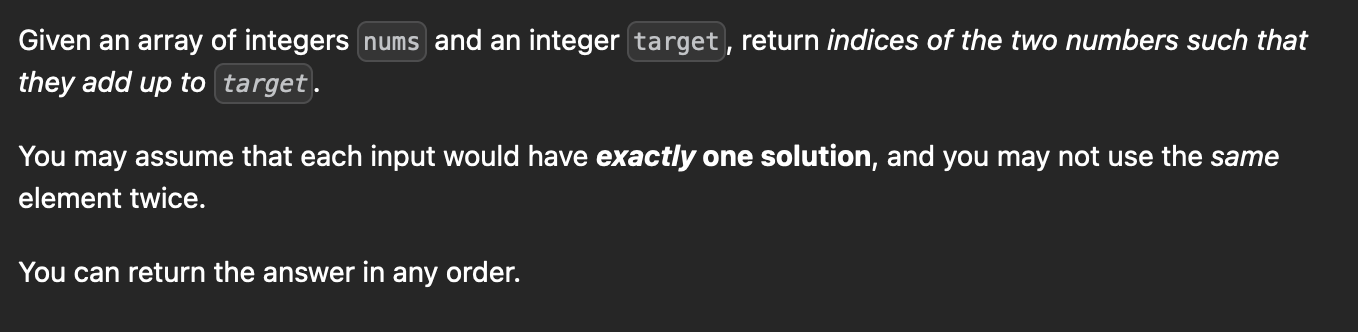 Given an array of integers nums and an integer target, return indices of the two numbers such that
they add up to target.
You may assume that each input would have exactly one solution, and you may not use the same
element twice.
You can return the answer in any order.